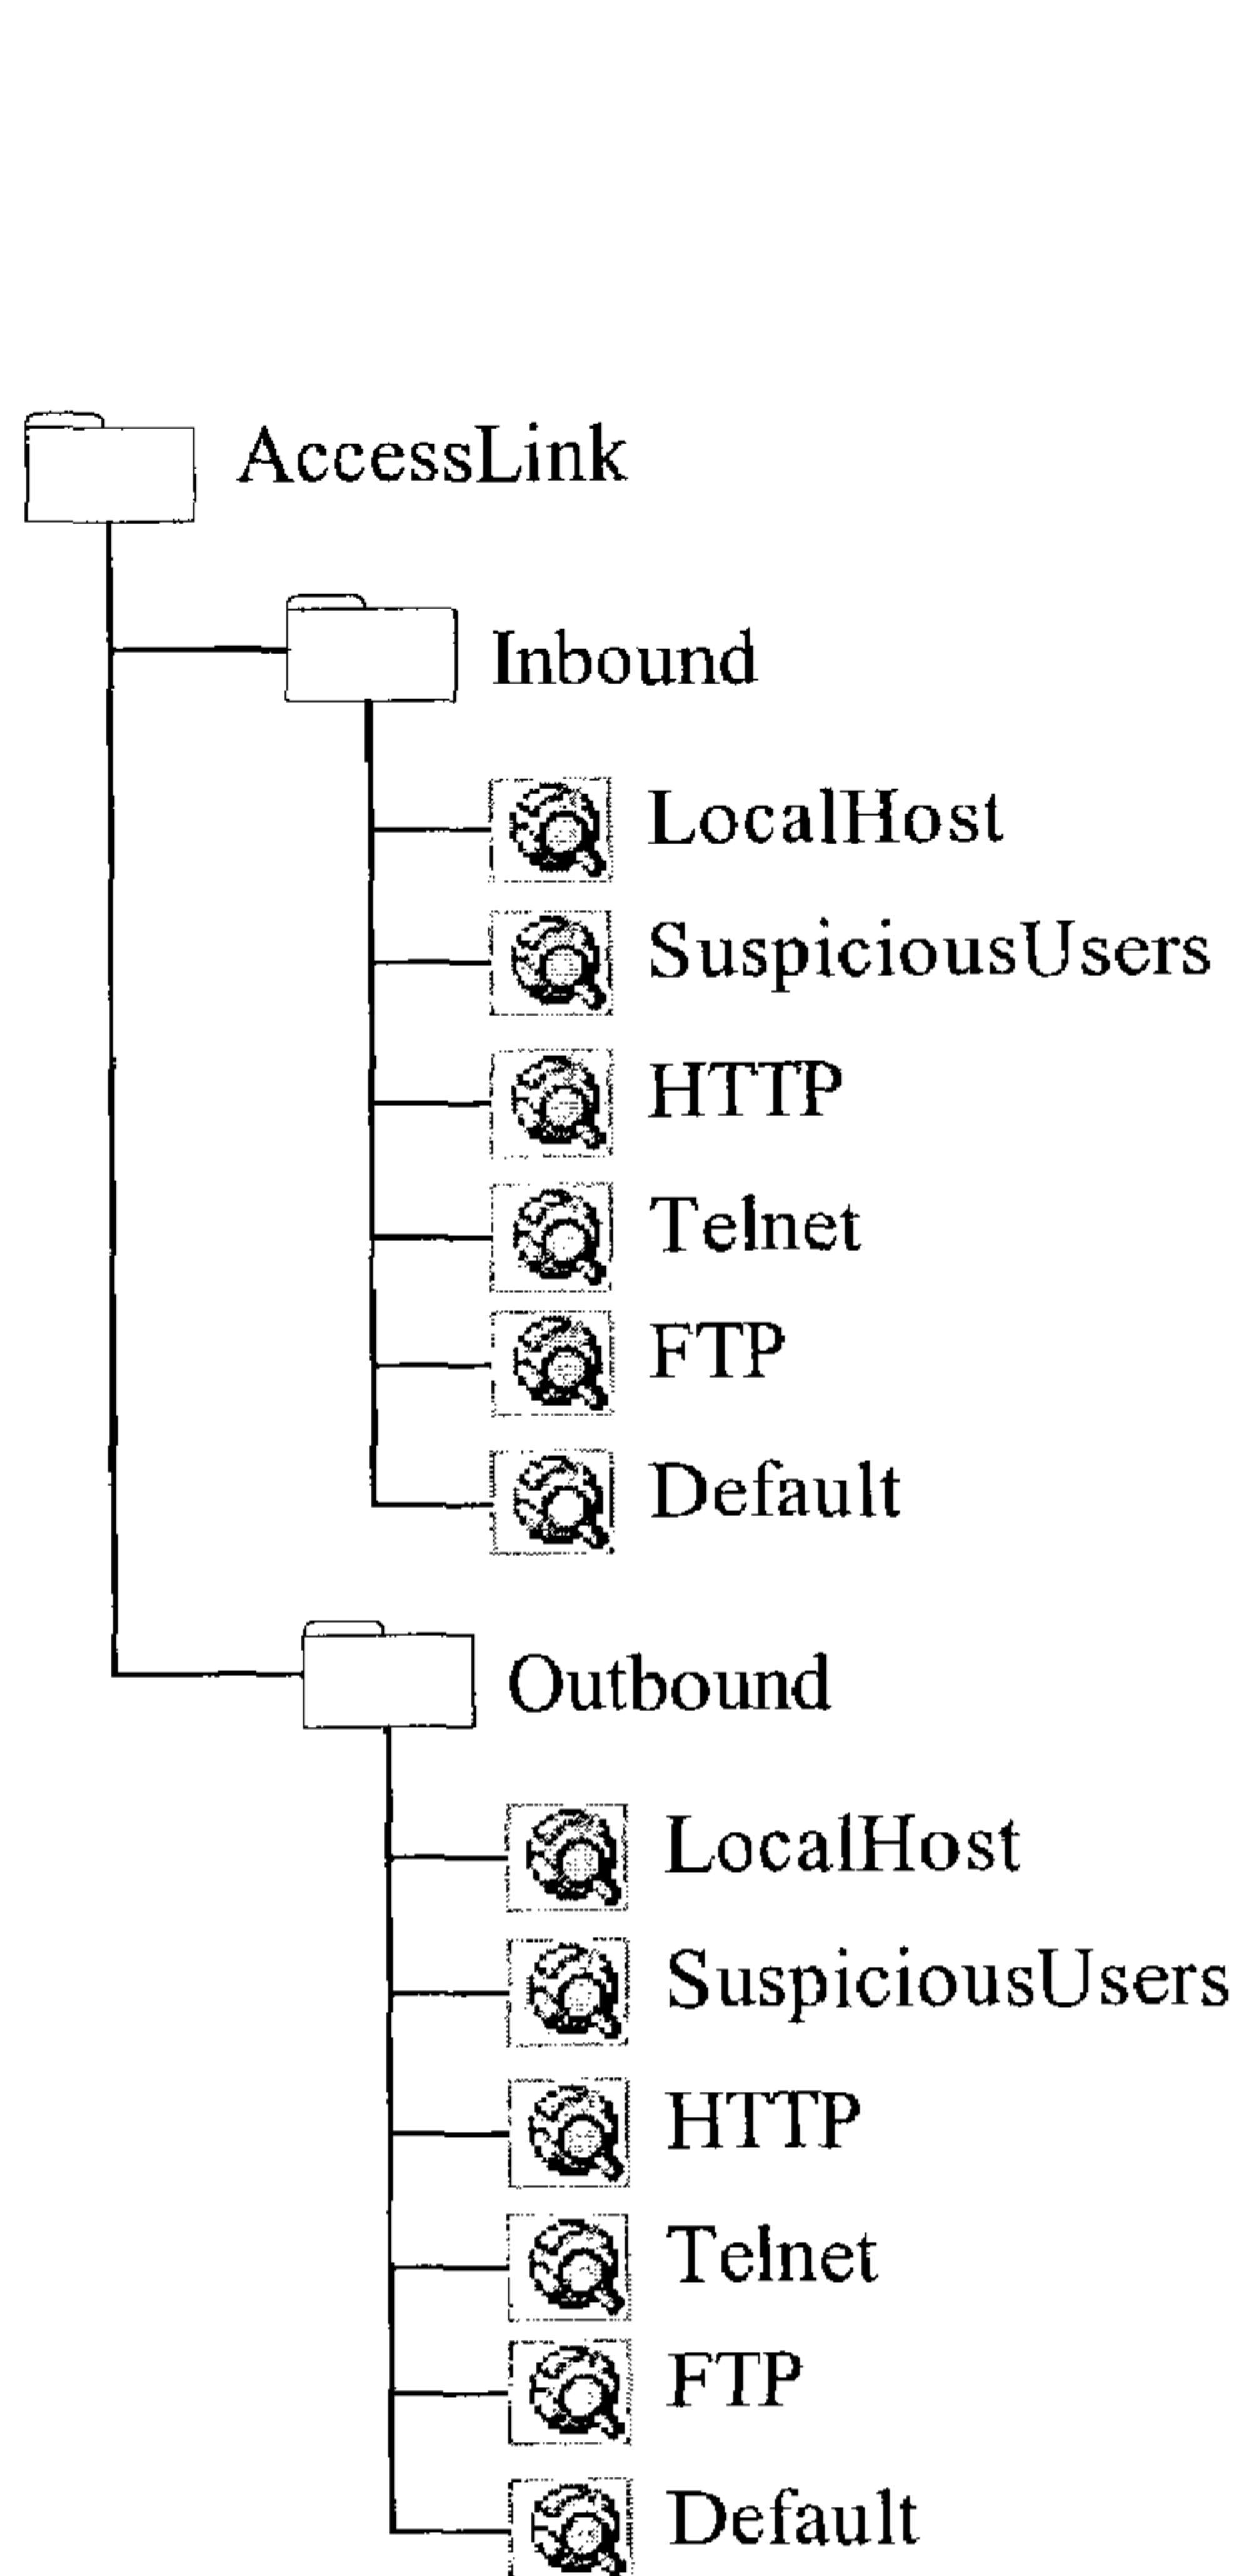 AccessLink
Inbound
LocalHost
SuspiciousUsers
HTTP
Telnet
FTP
Default
Outbound
LocalHost
SuspiciousUsers
HTTP
Telnet
FTP
Default